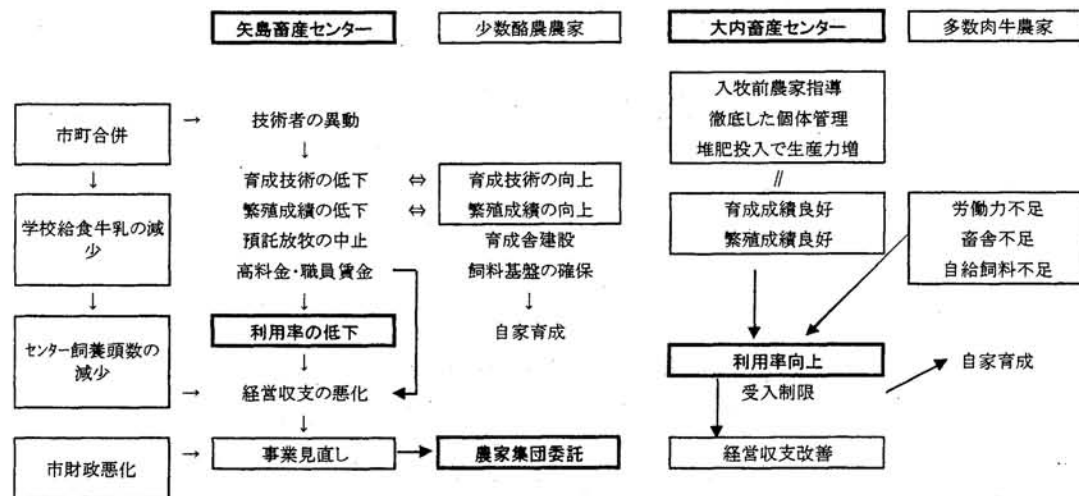 矢島畜産センター
少数酪農農家
大内畜産センター
多数肉牛農家
市町合併
→
技術者の異動
入牧前農家指導
徹底した個体管理
堆肥投入で生産力増
↓
↓
//
育成技術の低下
⇔
育成技術の向上
繁殖成績の低下
⇔
繁殖成績の向上
育成成績良好
繁殖成績良好
労働力不足
畜舎不足
自給飼料不足
学校給食牛乳の減
少
預託放牧の中止
育成舎建設
高料金・職員賃金
飼料基盤の確保
↓
↓
↓
利用率の低下
自家育成
利用率向上
自家育成
センター飼養頭数の
減少
↓
→
経営収支の悪化
受入制限
↓
市財政悪化
→
事業見直し
農家集団委託
経営収支改善